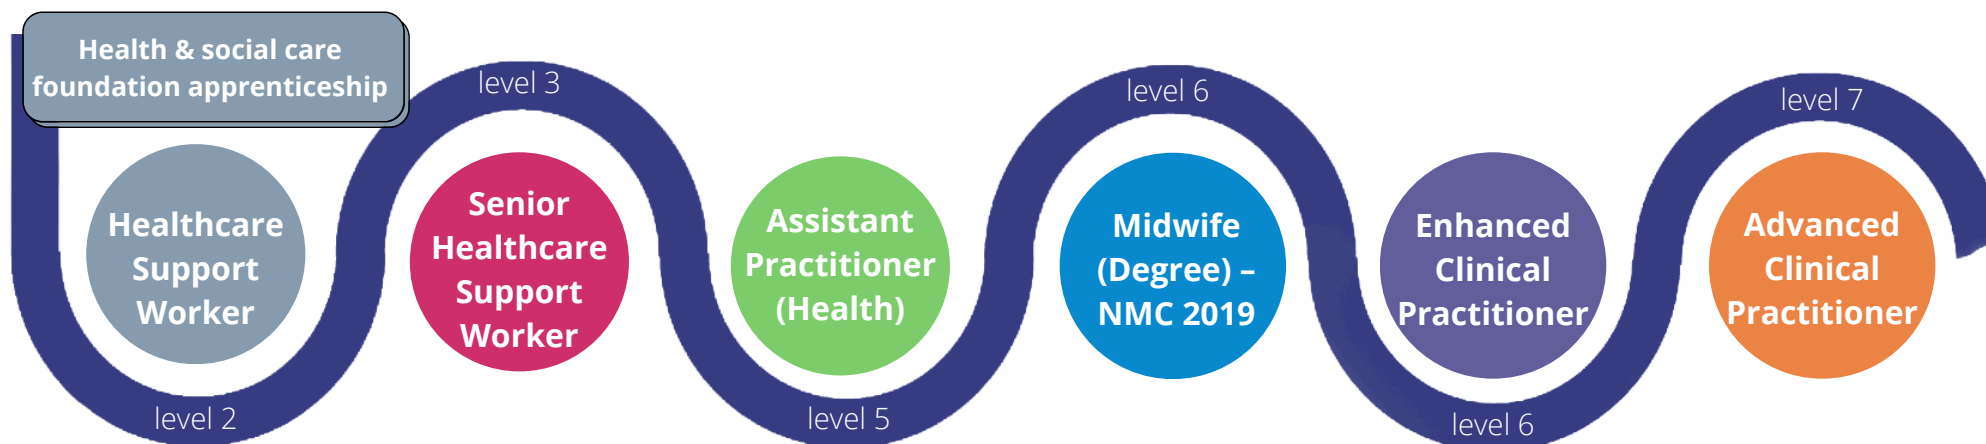 Health & social care
foundation apprenticeship
Healthcare
Support
Worker
level 2
level 3
Senior
Healthcare
Support
Worker
Assistant
Practitioner
(Health)
level 5
level 6
Midwife
(Degree) –
NMC 2019
Enhanced
Clinical
Practitioner
level 6
level 7
Advanced
Clinical
Practitioner